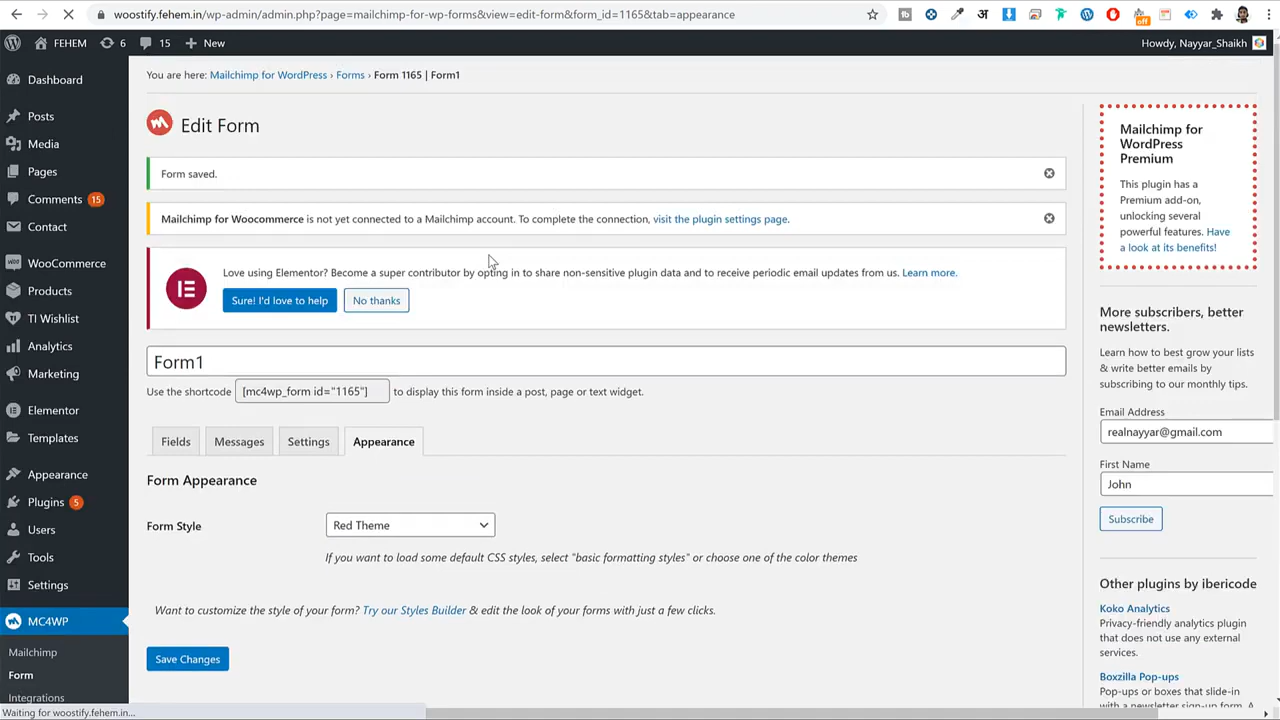 woostify.fehem.in/wp-admin/admin.php?page=mailchimp-for-wp-forms&view=edit-form&form_id=1165&tab=appearance
off
FEHEM 6 15 New
Howdy, Nayyar_Shaikh
Dashboard
Posts
Media
Pages
Comments 15
Contact
WooCommerce
Products
TI Wishlist
Analytics
Marketing
Elementor
Templates
Appearance
Plugins 5
Users
Tools
Settings
MC4WP
Mailchimp
Form
Integrations
You are here: Mailchimp for WordPress › Forms › Form 1165 | Form1
Edit Form
Form saved.
Mailchimp for Woocommerce is not yet connected to a Mailchimp account. To complete the connection, visit the plugin settings page.
Love using Elementor? Become a super contributor by opting in to share non-sensitive plugin data and to receive periodic email updates from us. Learn more.
Sure! I'd love to help
No thanks
Form1
Use the shortcode [mc4wp_form id="1165"] to display this form inside a post, page or text widget.
Fields
Messages
Settings
Appearance
Form Appearance
Form Style
Red Theme
If you want to load some default CSS styles, select "basic formatting styles" or choose one of the color themes
Want to customize the style of your form? Try our Styles Builder & edit the look of your forms with just a few clicks.
Save Changes
Mailchimp for
WordPress
Premium
This plugin has a
Premium add-on,
unlocking several
powerful features. Have
a look at its benefits!
More subscribers, better
newsletters.
Learn how to best grow your lists
& write better emails by
subscribing to our monthly tips.
Email Address
realnayyar@gmail.com
First Name
John
Subscribe
Other plugins by ibericode
Koko Analytics
Privacy-friendly analytics plugin
that does not use any external
services.
Boxzilla Pop-ups
Pop-ups or boxes that slide-in
with a newsletter sign-up form. A
Waiting for woostify.fehem.in...